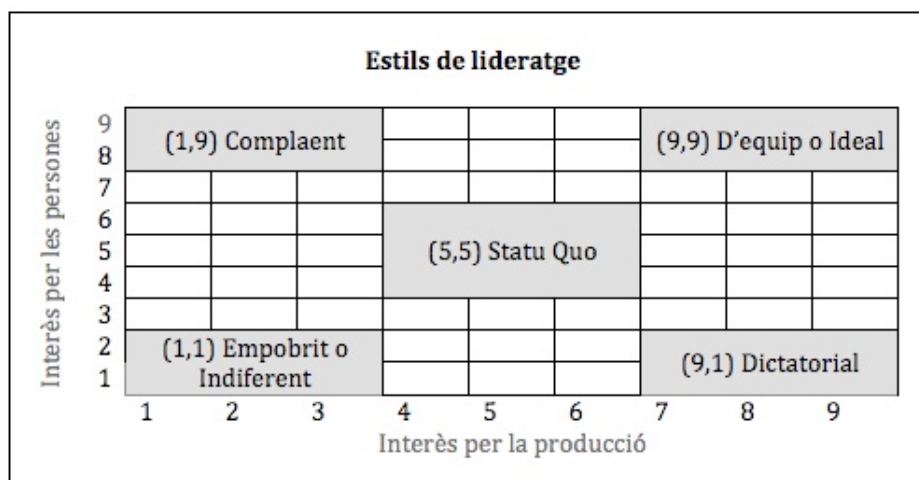 Estils de lideratge
Interès per les persones
9
(1,9) Complaent
(9,9) D'equip o Ideal
8
7
6
5
(5,5) Statu Quo
4
3
2
(1,1) Empobrit o
Indiferent
(9,1) Dictatorial
1
1 2 3 4 5 6 7 8 9
Interès per la producció